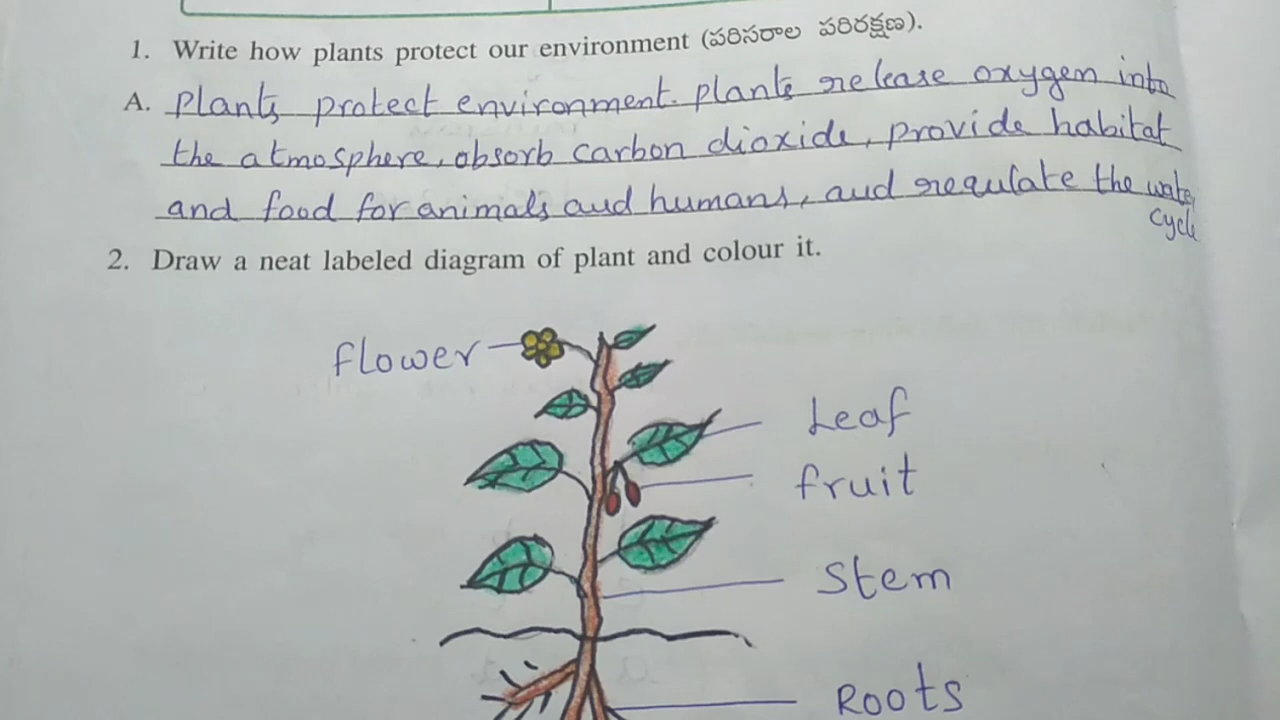 1. Write how plants protect our environment (పరిసరాల పరిరక్షణ).
A. Plants protect environment. plants release oxygen into
the atmosphere, absorb carbon dioxide, provide habitat
and food for animals and humans, and regulate the water
cycle
2. Draw a neat labeled diagram of plant and colour it.
flower
Leaf
fruit
Stem
Roots